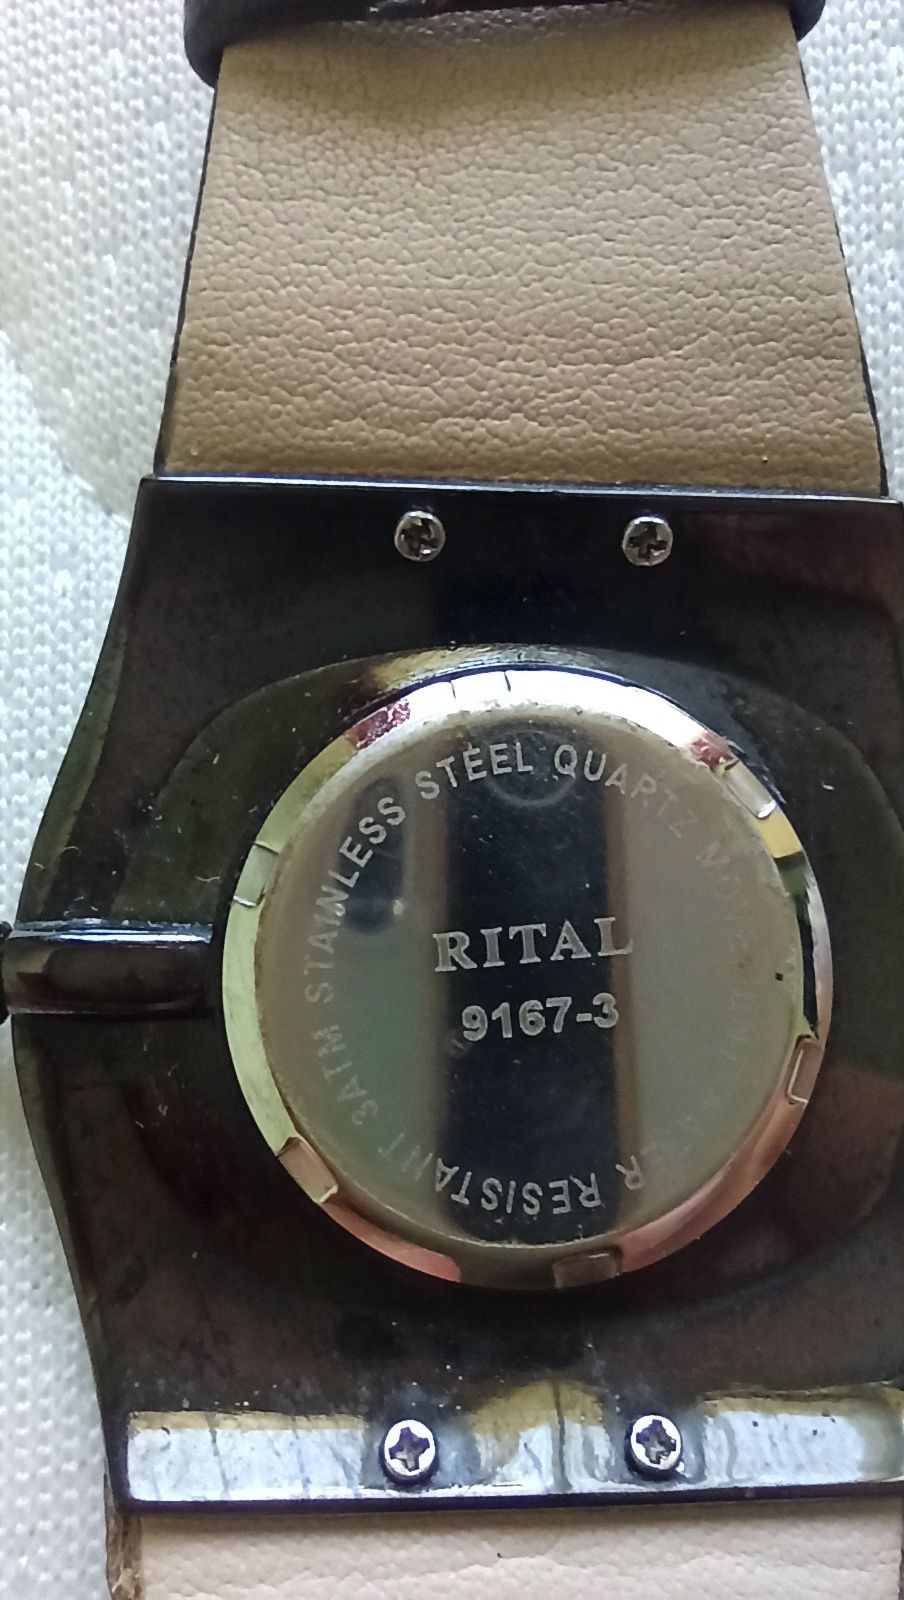 3ATM STAINLESS STEEL QUARTZ
RITAL
9167-3
RESISTANT